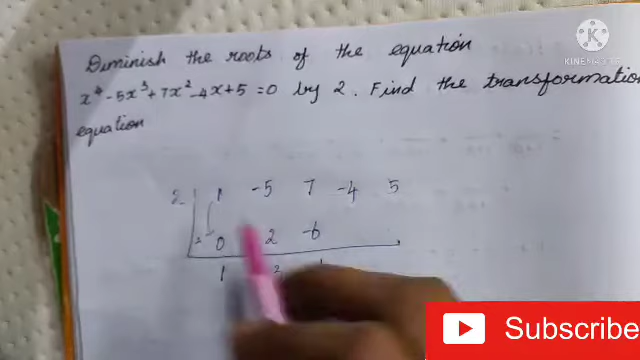 Diminish the roots of the equation
x⁴-5x³+7x²-4x+5=0 by 2. Find the transformation
equation
2 | 1 -5 7 -4 5
0 2 -6
1
KINEMASTER
Subscribe